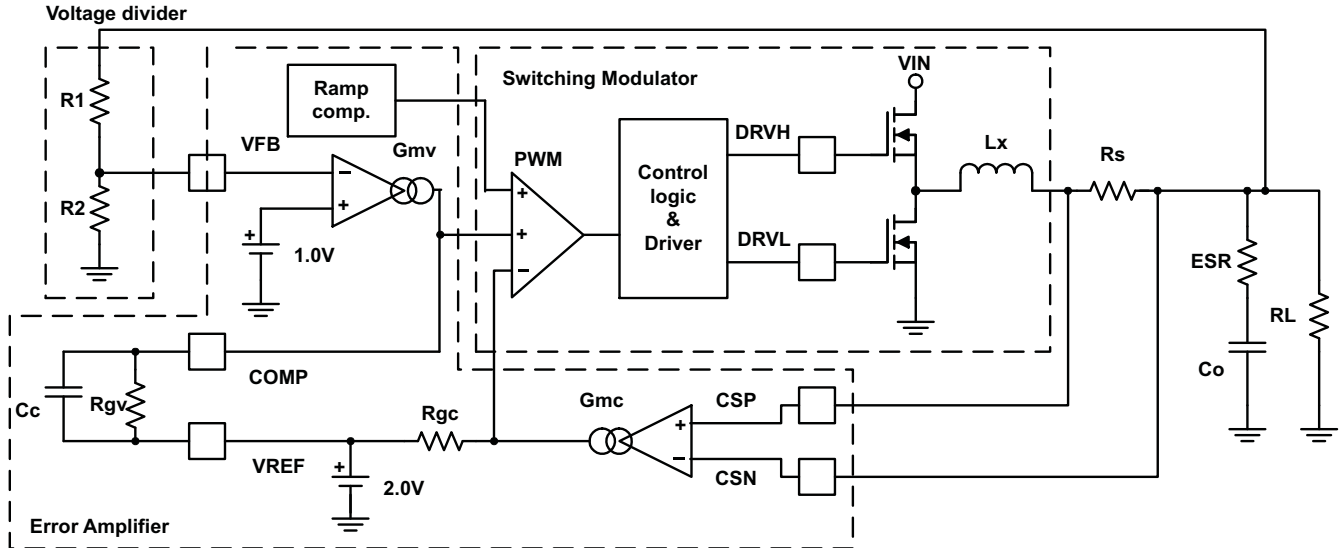 Voltage divider
R1
R2
VFB
Ramp
comp.
Gmv
+
1.0V
−
+
Switching Modulator
PWM
+
+
−
Control
logic
&
Driver
DRVH
DRVL
VIN
Lx
Rs
ESR
Co
RL
COMP
Cc
Rgv
VREF
+
2.0V
Rgc
Gmc
+
−
CSP
CSN
Error Amplifier